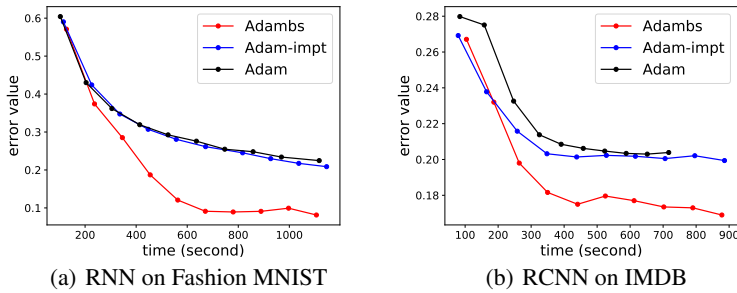 error value
0.6
0.5
0.4
0.3
0.2
0.1
Adambs
Adam-impt
Adam
200 400 600 800 1000
time (second)
(a) RNN on Fashion MNIST
error value
0.28
0.26
0.24
0.22
0.20
0.18
Adambs
Adam-impt
Adam
100 200 300 400 500 600 700 800 900
time (second)
(b) RCNN on IMDB